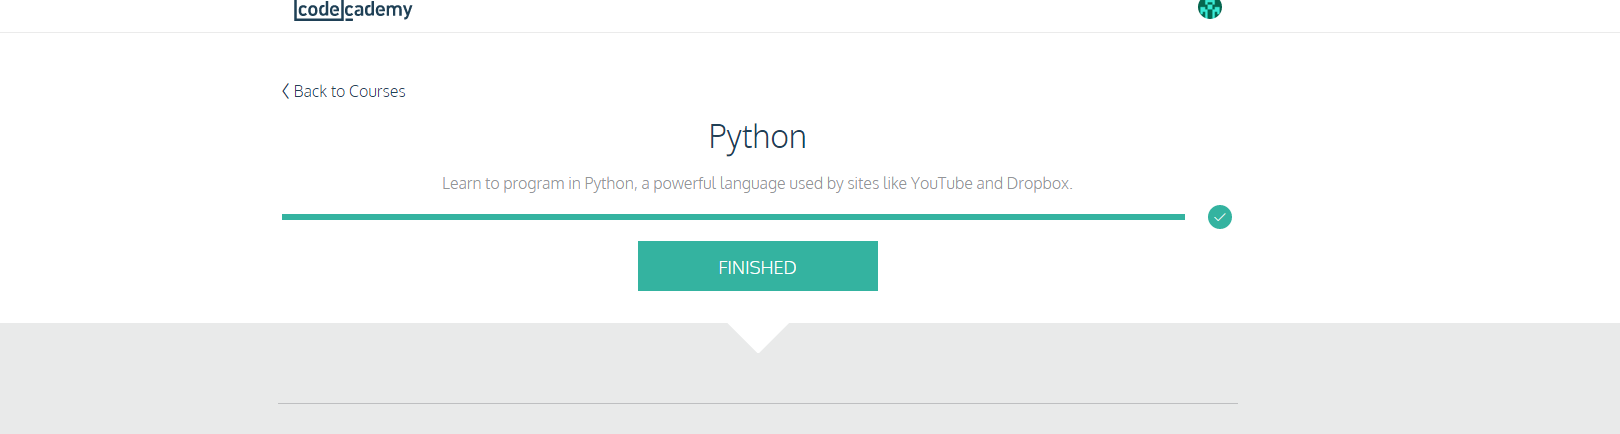 codecademy
Back to Courses
Python
Learn to program in Python, a powerful language used by sites like YouTube and Dropbox.
FINISHED